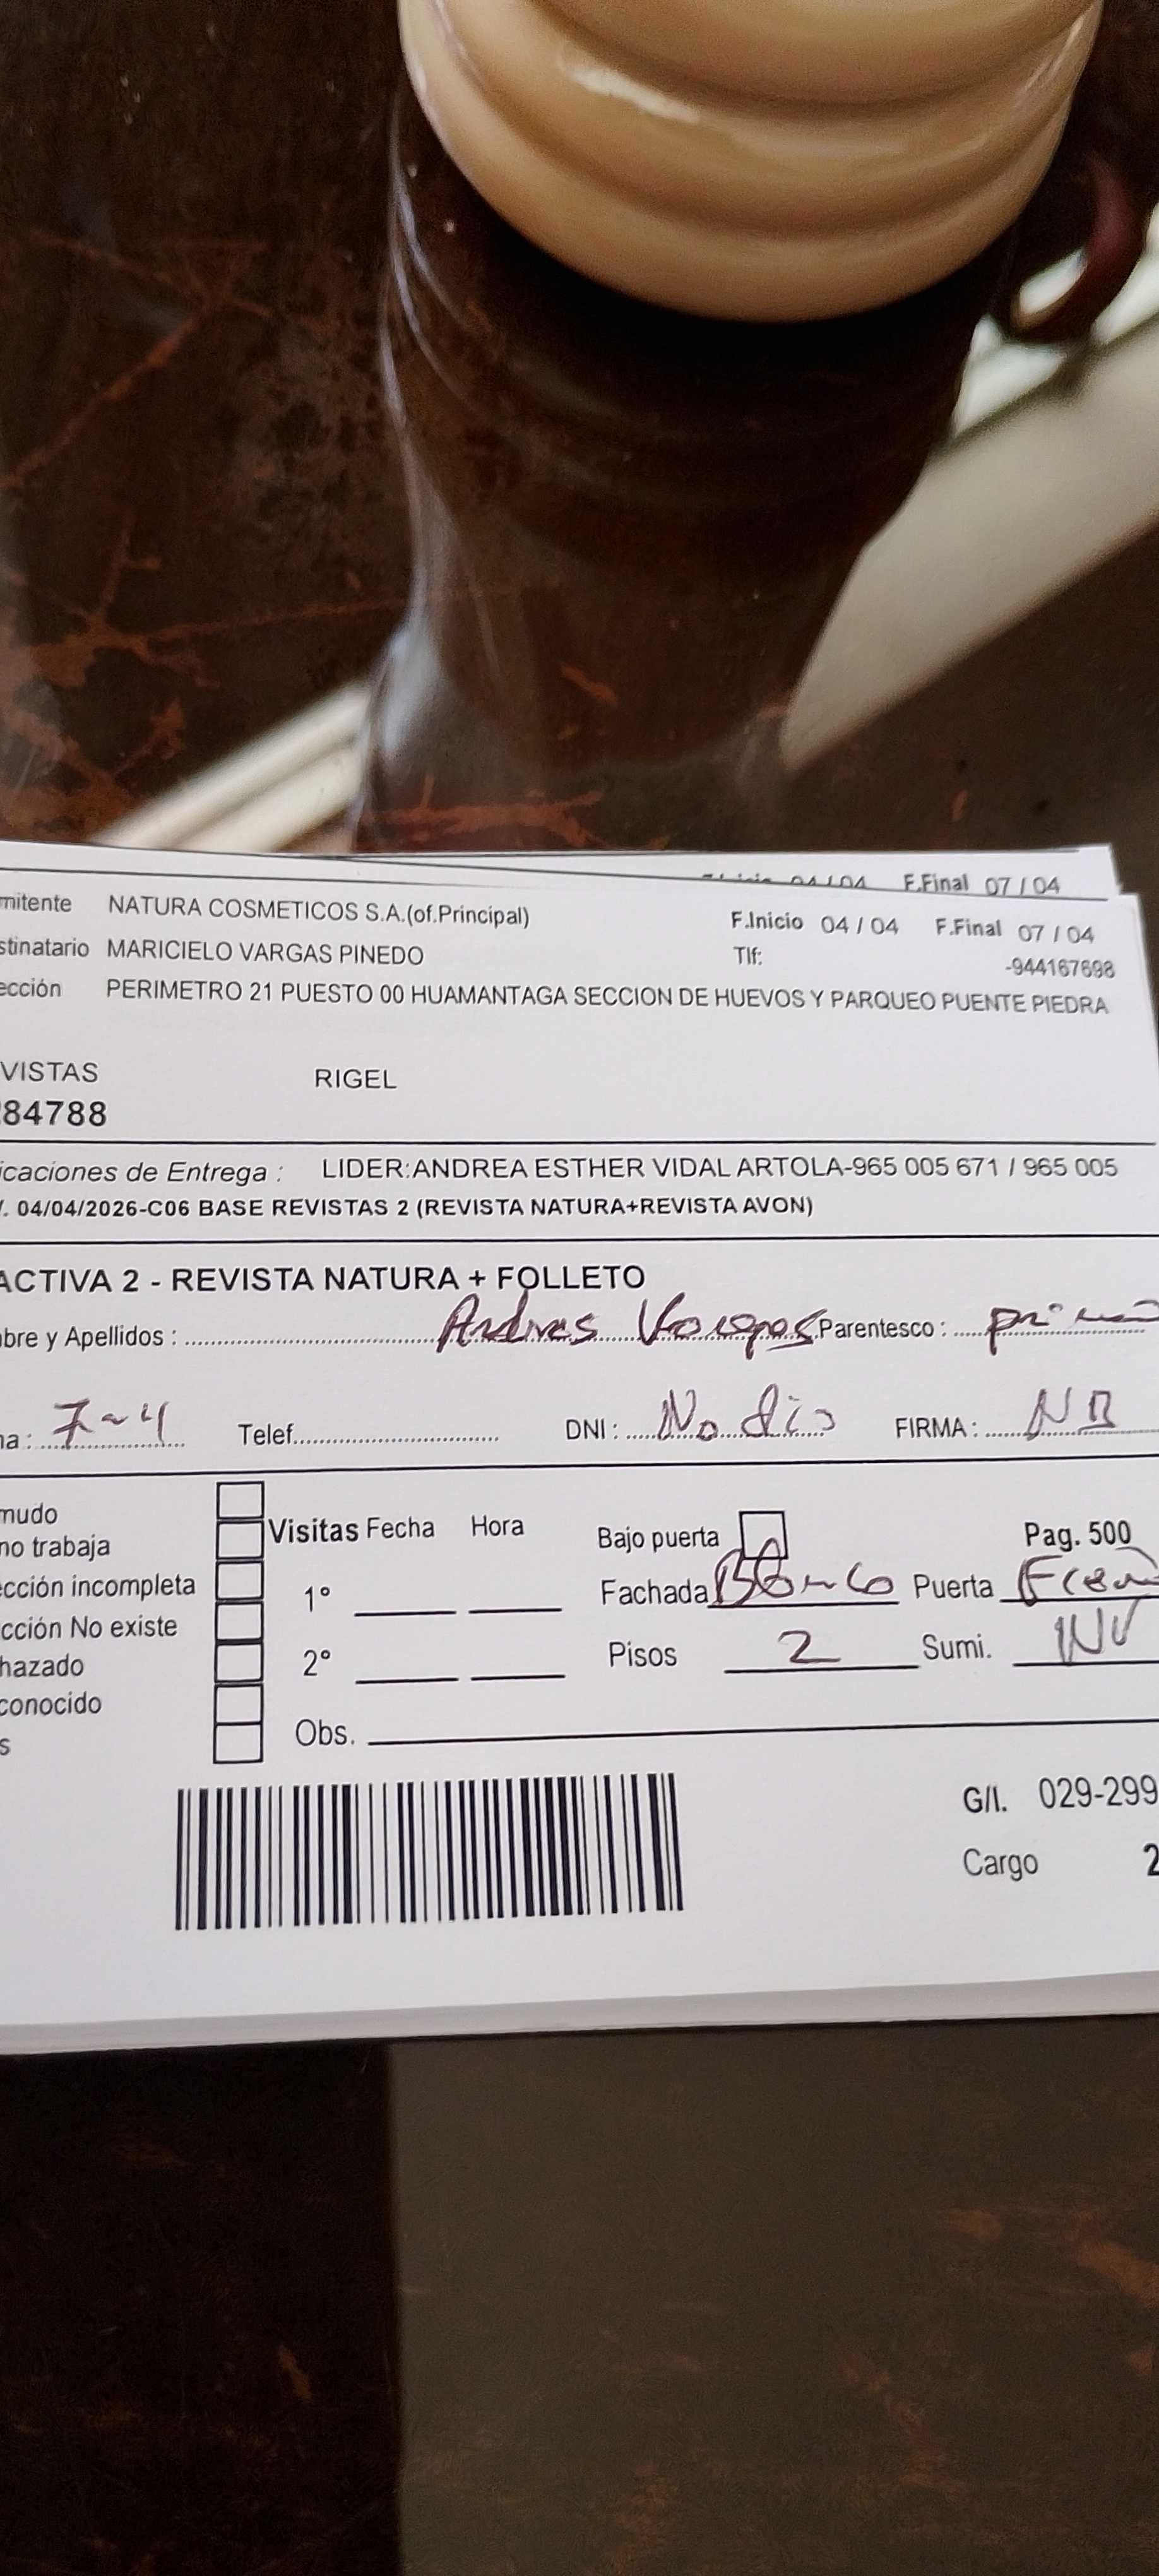 F.Final 07 / 04
mitente NATURA COSMETICOS S.A.(of.Principal) F.Inicio 04 / 04 F.Final 07 / 04
stinatario MARICIELO VARGAS PINEDO Tlf: -944167698
ección PERIMETRO 21 PUESTO 00 HUAMANTAGA SECCION DE HUEVOS Y PARQUEO PUENTE PIEDRA
VISTAS RIGEL
84788
icaciones de Entrega : LIDER:ANDREA ESTHER VIDAL ARTOLA-965 005 671 / 965 005
. 04/04/2026-C06 BASE REVISTAS 2 (REVISTA NATURA+REVISTA AVON)
ACTIVA 2 - REVISTA NATURA + FOLLETO
bre y Apellidos : Andres Vargas Parentesco :
na : 7-4 Telef. DNI : No dio FIRMA :
mudo
no trabaja
ección incompleta
cción No existe
hazado
conocido
s
Visitas Fecha Hora
1°
2°
Obs.
Bajo puerta Pag. 500
Fachada Blanco Puerta
Pisos 2 Sumi.
G/I. 029-299
Cargo 2